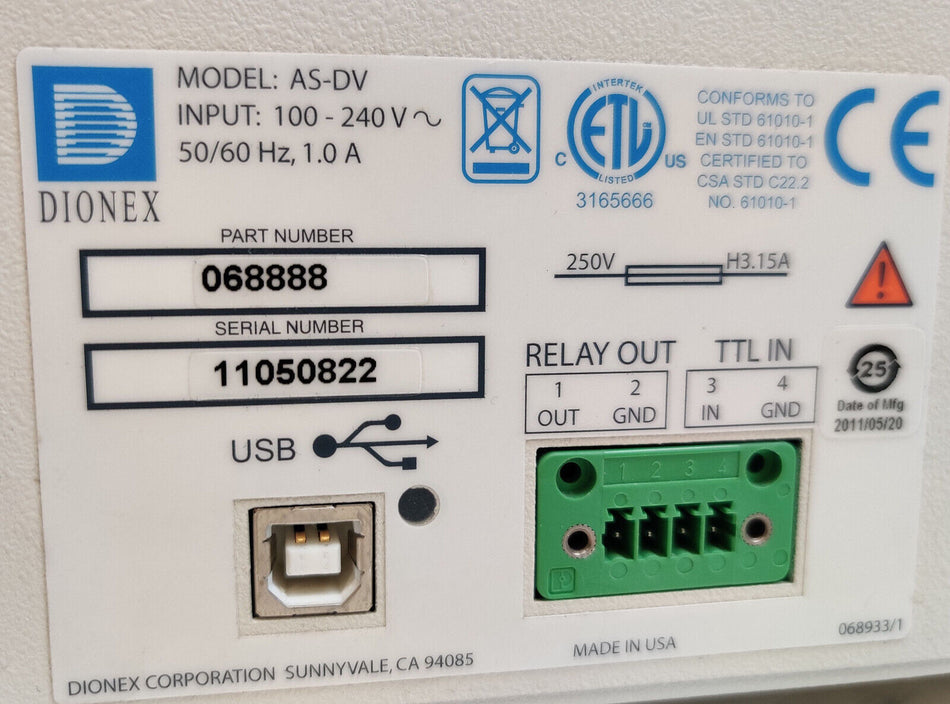 MODEL: AS-DV
INPUT: 100 - 240 V ~
50/60 Hz, 1.0 A
DIONEX
INTERTEK
ETL
CM
LISTED
C
US
3165666
CONFORMS TO
UL STD 61010-1
EN STD 61010-1
CERTIFIED TO
CSA STD C22.2
NO. 61010-1
CE
PART NUMBER
068888
SERIAL NUMBER
11050822
250V
H3.15A
!
RELAY OUT
TTL IN
1 2 3 4
OUT GND IN GND
25
Date of Mfg
2011/05/20
USB
1 2 3 4
DIONEX CORPORATION SUNNYVALE, CA 94085
MADE IN USA
068933/1